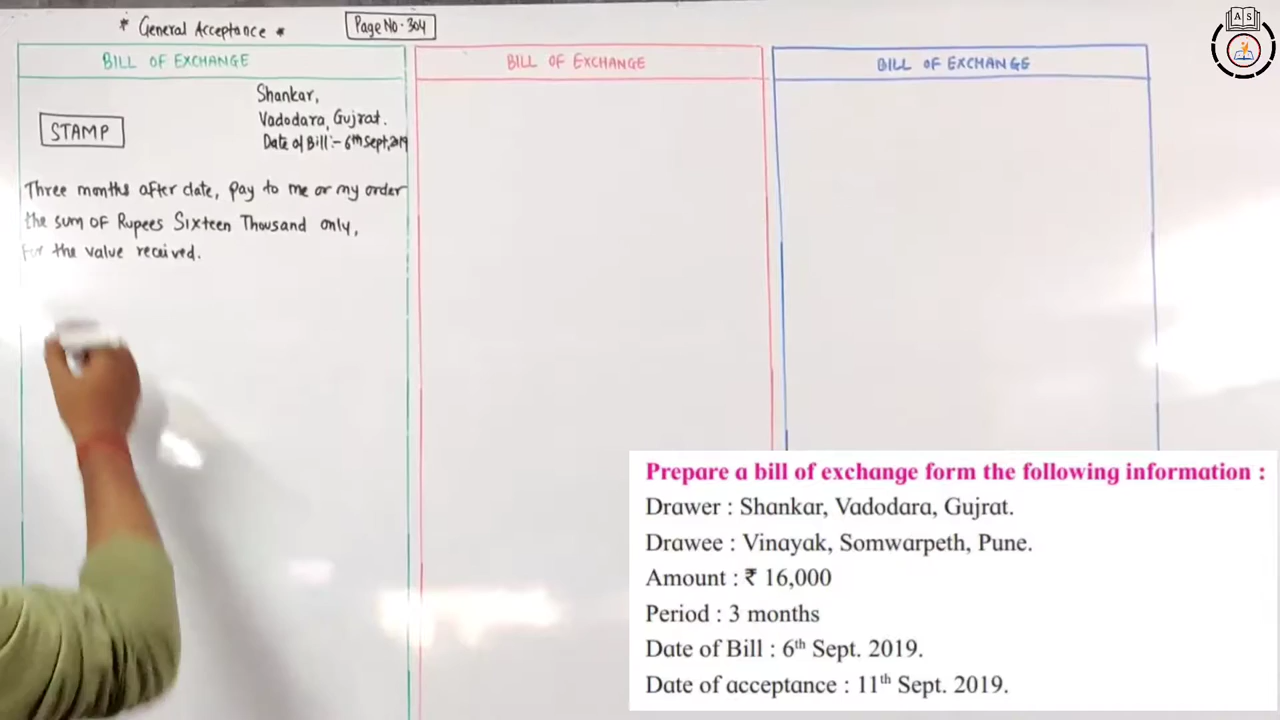 * General Acceptance *
Page No - 304
BILL OF EXCHANGE
STAMP
Shankar,
Vadodara, Gujrat.
Date of Bill:- 6th Sept, 2019
Three months after date, pay to me or my order
the sum of Rupees Sixteen Thousand only,
for the value received.
BILL OF EXCHANGE
BILL OF EXCHANGE
A S
Prepare a bill of exchange form the following information :
Drawer : Shankar, Vadodara, Gujrat.
Drawee : Vinayak, Somwarpeth, Pune.
Amount : ₹ 16,000
Period : 3 months
Date of Bill : 6th Sept. 2019.
Date of acceptance : 11th Sept. 2019.